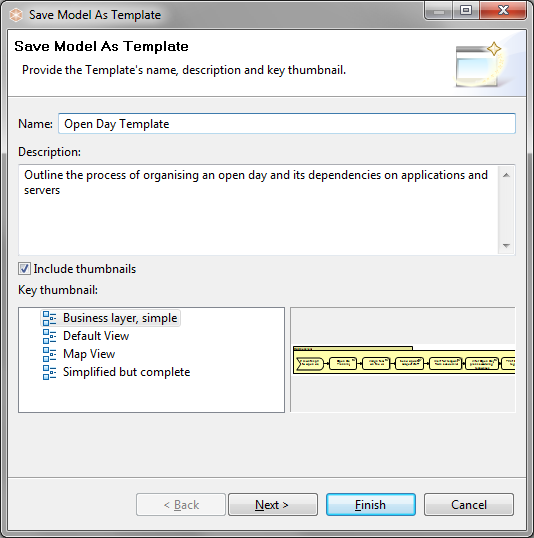 Save Model As Template
Save Model As Template
Provide the Template's name, description and key thumbnail.
Name: Open Day Template
Description:
Outline the process of organising an open day and its dependencies on applications and
servers
Include thumbnails
Key thumbnail:
Business layer, simple
Default View
Map View
Simplified but complete
< Back
Next >
Finish
Cancel